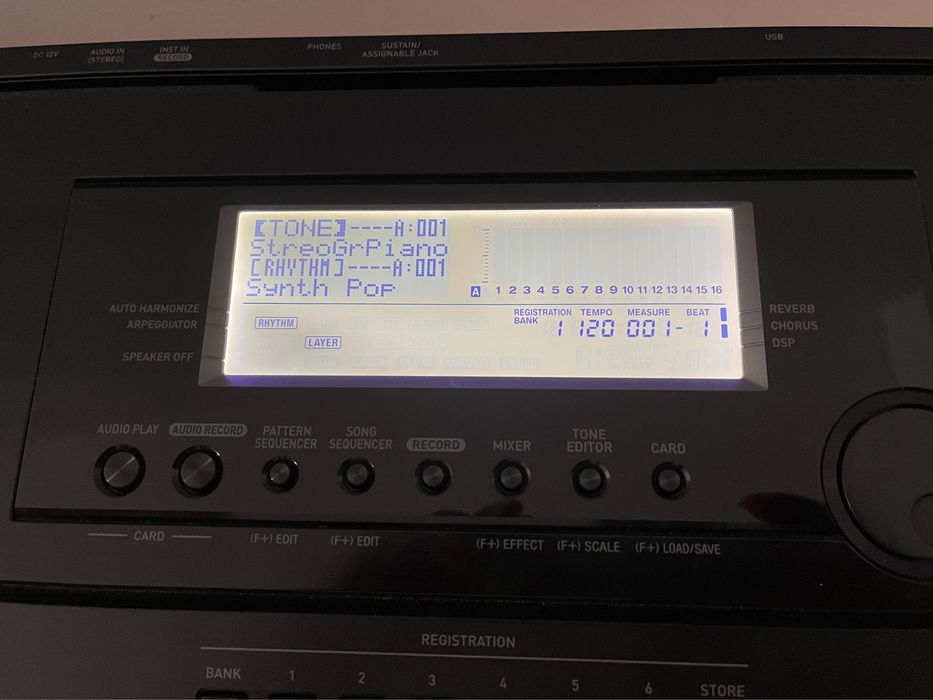 DC 12V
AUDIO IN
(STEREO)
INST IN
RECORD
PHONES
SUSTAIN/
ASSIGNABLE JACK
USB
[TONE]----A:001
StreoGrPiano
[RHYTHM]----A:001
Synth Pop
A 1 2 3 4 5 6 7 8 9 10 11 12 13 14 15 16
REGISTRATION BANK 1
TEMPO 120
MEASURE 001-
BEAT 1
RHYTHM
LAYER
AUTO HARMONIZE
ARPEGGIATOR
SPEAKER OFF
REVERB
CHORUS
DSP
AUDIO PLAY
AUDIO RECORD
PATTERN
SEQUENCER
SONG
SEQUENCER
RECORD
MIXER
TONE
EDITOR
CARD
CARD
(F+) EDIT
(F+) EDIT
(F+) EFFECT
(F+) SCALE
(F+) LOAD/SAVE
REGISTRATION
BANK 1 2 3 4 5 6 STORE